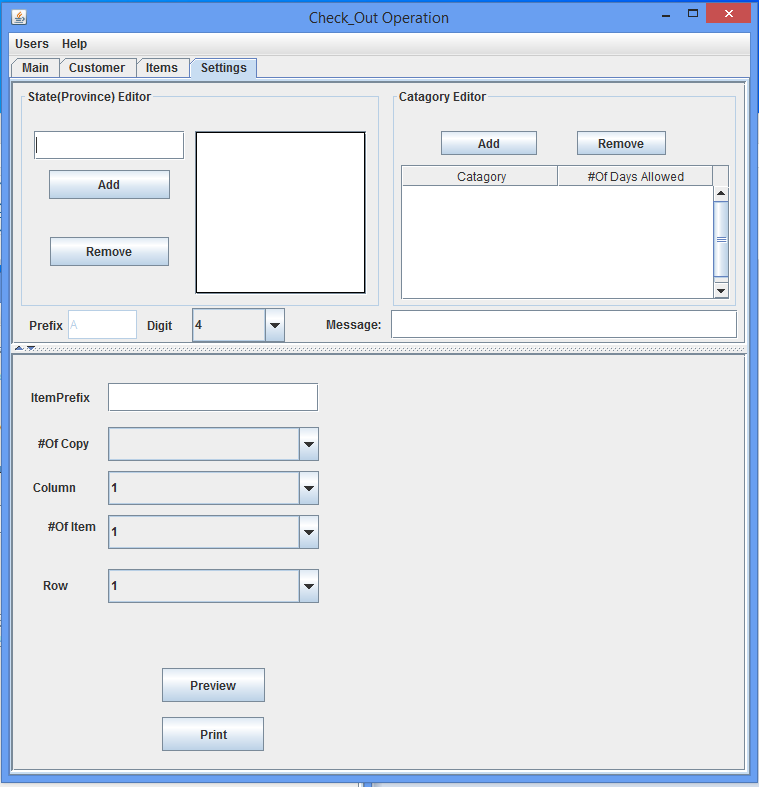 Check_Out Operation
Users Help
Main Customer Items Settings
State(Province) Editor
Catagory Editor
Add
Remove
Add
Remove
Catagory #Of Days Allowed
Prefix A Digit 4 Message:
ItemPrefix
#Of Copy
Column 1
#Of Item 1
Row 1
Preview
Print